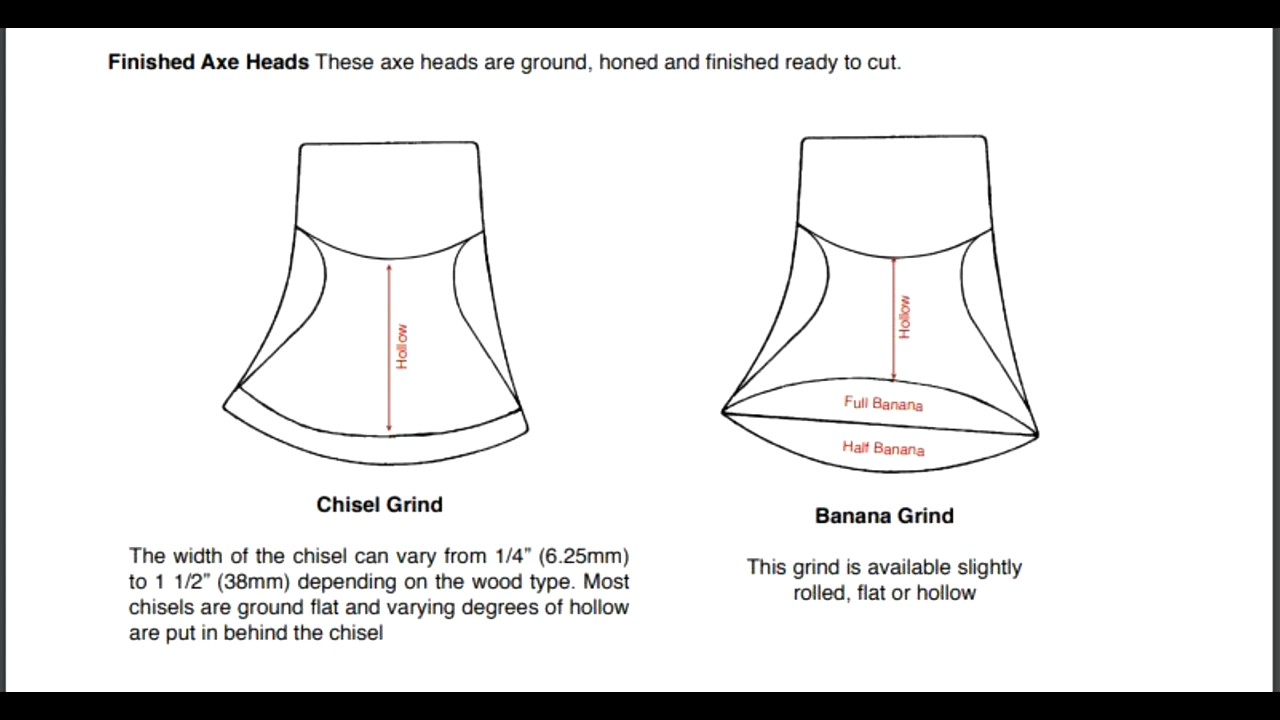 Finished Axe Heads These axe heads are ground, honed and finished ready to cut.
Hollow
Chisel Grind
The width of the chisel can vary from 1/4” (6.25mm)
to 1 1/2” (38mm) depending on the wood type. Most
chisels are ground flat and varying degrees of hollow
are put in behind the chisel
Hollow
Full Banana
Half Banana
Banana Grind
This grind is available slightly
rolled, flat or hollow